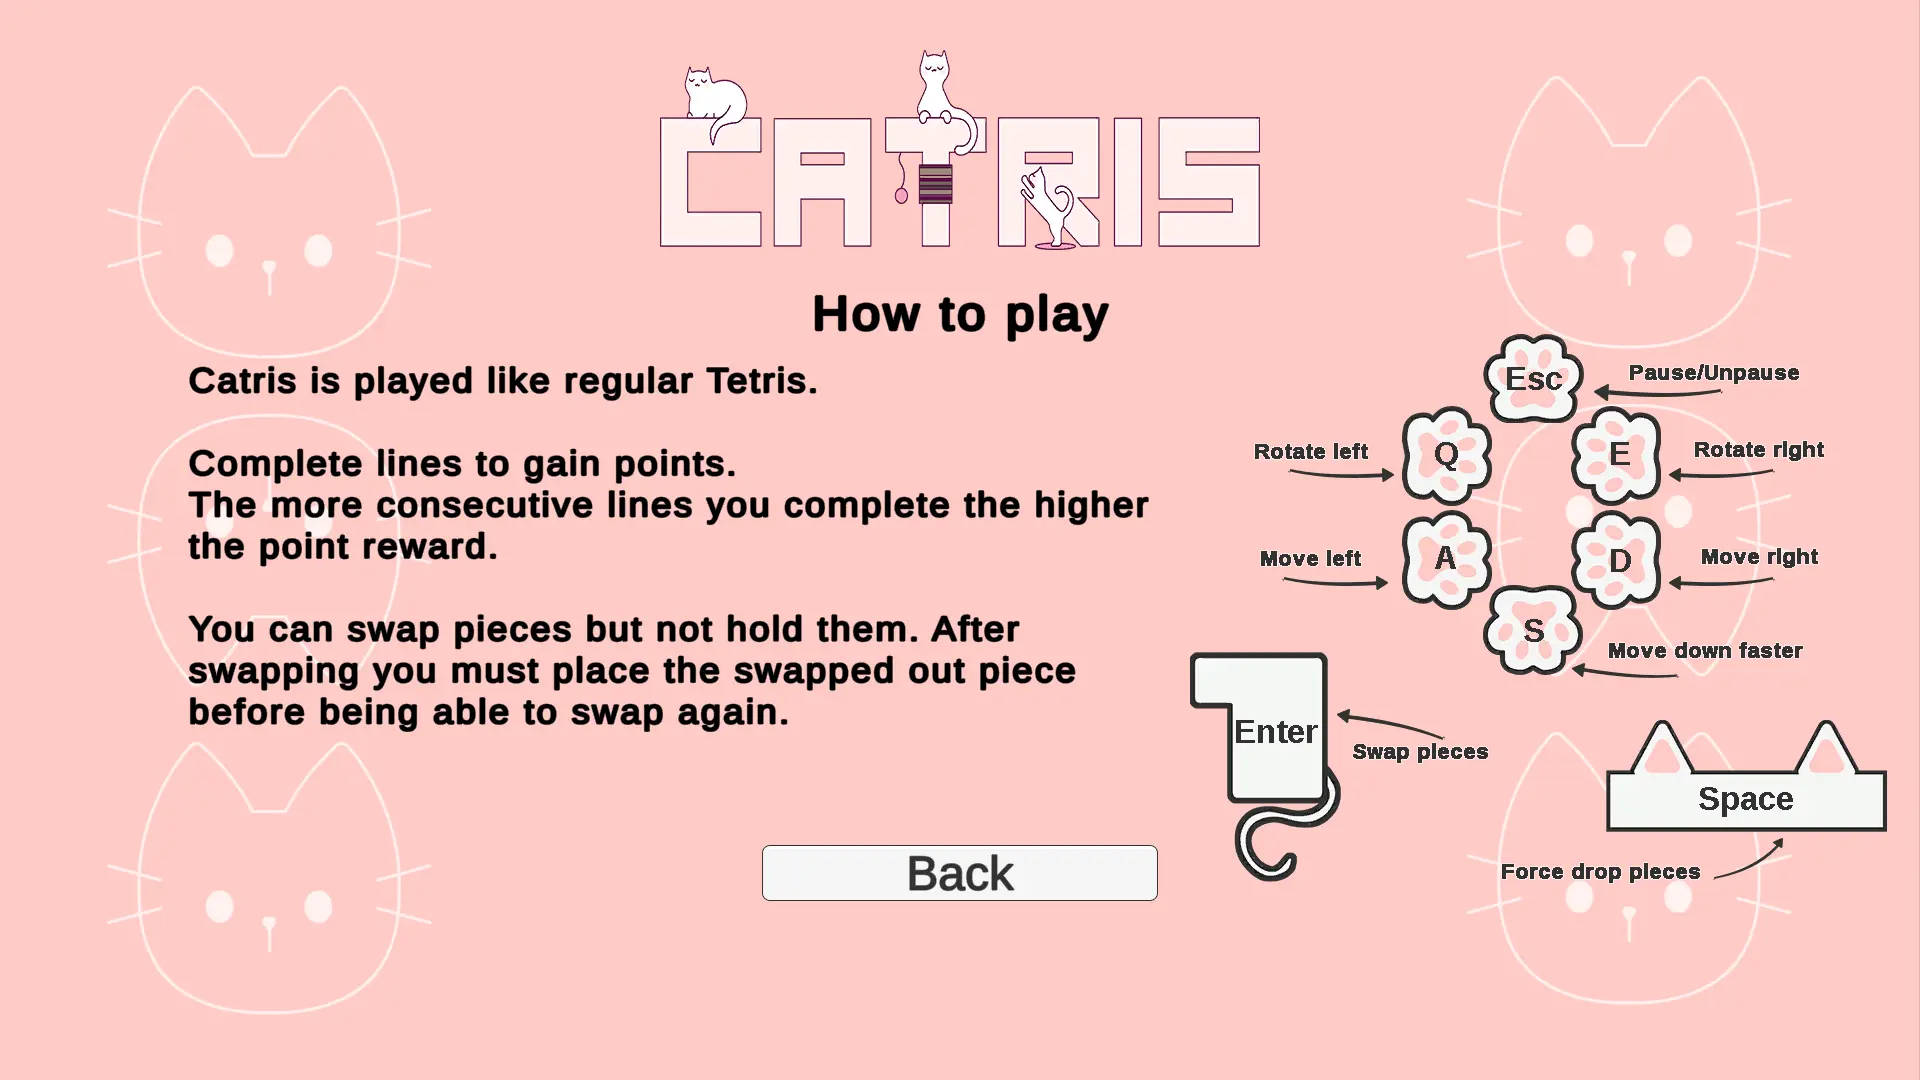 CATRIS
How to play
Catris is played like regular Tetris.
Complete lines to gain points.
The more consecutive lines you complete the higher
the point reward.
You can swap pieces but not hold them. After
swapping you must place the swapped out piece
before being able to swap again.
Esc
Pause/Unpause
Rotate left
Q
E
Rotate right
Move left
A
D
Move right
S
Move down faster
Enter
Swap pieces
Space
Force drop pieces
Back